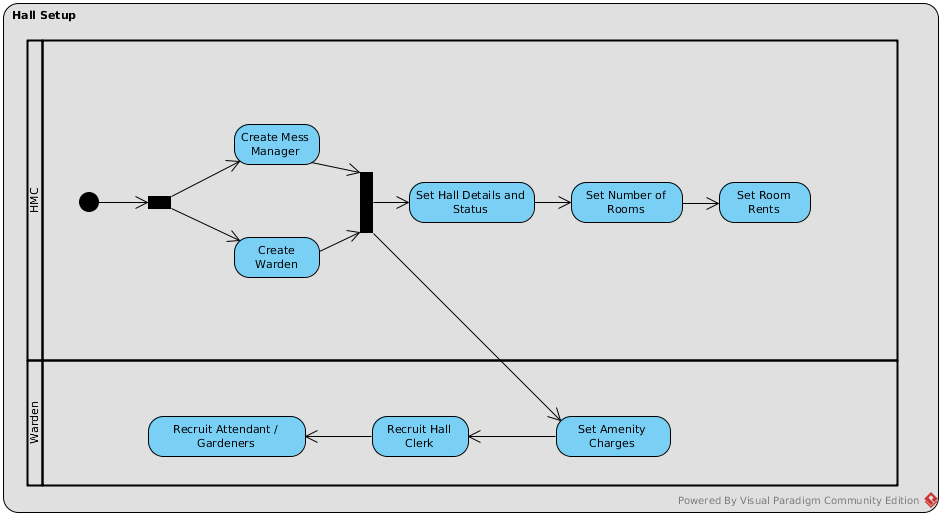 Hall Setup
HMC
Create Mess
Manager
Create
Warden
Set Hall Details and
Status
Set Number of
Rooms
Set Room
Rents
Warden
Recruit Attendant /
Gardeners
Recruit Hall
Clerk
Set Amenity
Charges
Powered By Visual Paradigm Community Edition